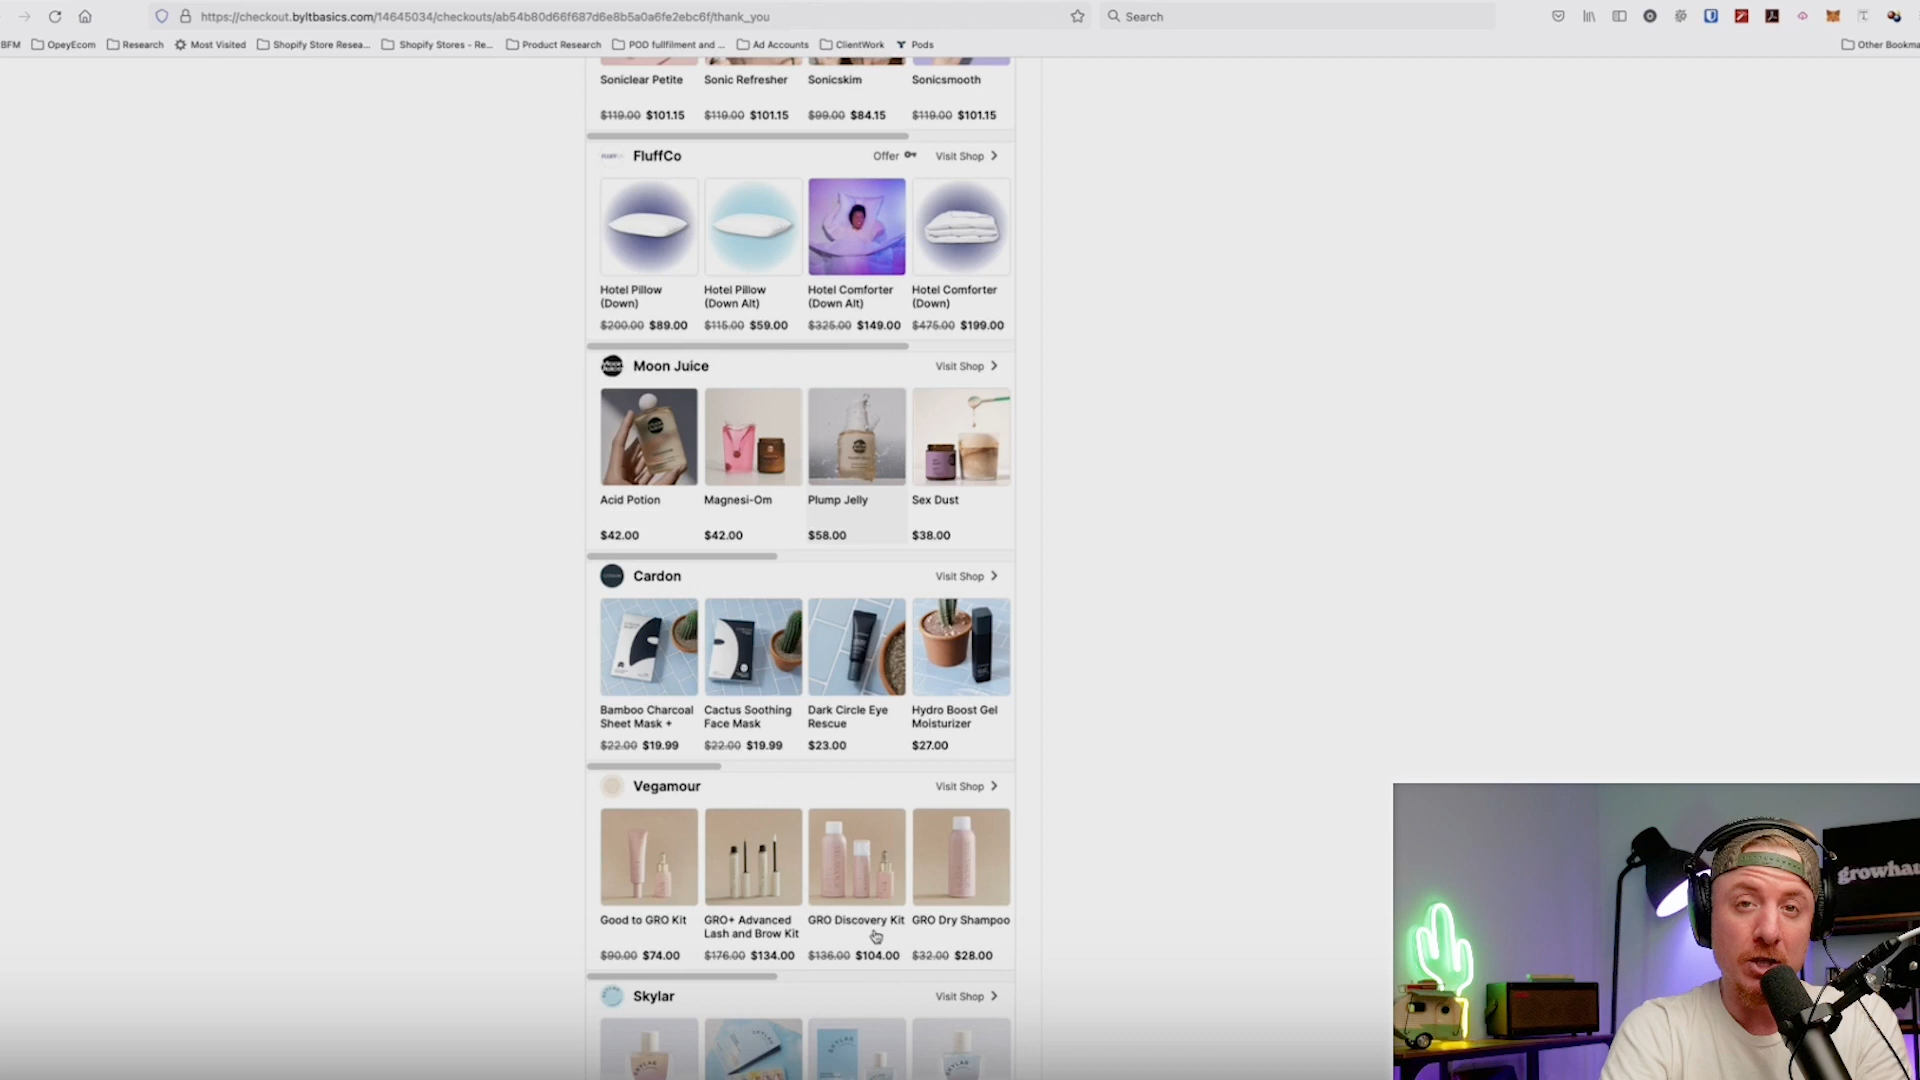 https://checkout.byltbasics.com/14645034/checkouts/ab54b80d66f687d6e8b5a0a6fe2ebc6f/thank_you
Search
BFM
OpeyEcom
Research
Most Visited
Shopify Store Resea...
Shopify Stores - Re...
Product Research
POD fullfilment and ...
Ad Accounts
ClientWork
Pods
Other Bookma
Soniclear Petite
Sonic Refresher
Sonicskim
Sonicsmooth
$119.00 $101.15
$119.00 $101.15
$99.00 $84.15
$119.00 $101.15
FluffCo
Offer
Visit Shop
Hotel Pillow
(Down)
Hotel Pillow
(Down Alt)
Hotel Comforter
(Down Alt)
Hotel Comforter
(Down)
$200.00 $89.00
$115.00 $59.00
$325.00 $149.00
$475.00 $199.00
Moon Juice
Visit Shop
Acid Potion
Magnesi-Om
Plump Jelly
Sex Dust
$42.00
$42.00
$58.00
$38.00
Cardon
Visit Shop
Bamboo Charcoal
Sheet Mask +
Cactus Soothing
Face Mask
Dark Circle Eye
Rescue
Hydro Boost Gel
Moisturizer
$22.00 $19.99
$22.00 $19.99
$23.00
$27.00
Vegamour
Visit Shop
Good to GRO Kit
GRO+ Advanced
Lash and Brow Kit
GRO Discovery Kit
GRO Dry Shampoo
$90.00 $74.00
$176.00 $134.00
$136.00 $104.00
$32.00 $28.00
Skylar
Visit Shop
growhau